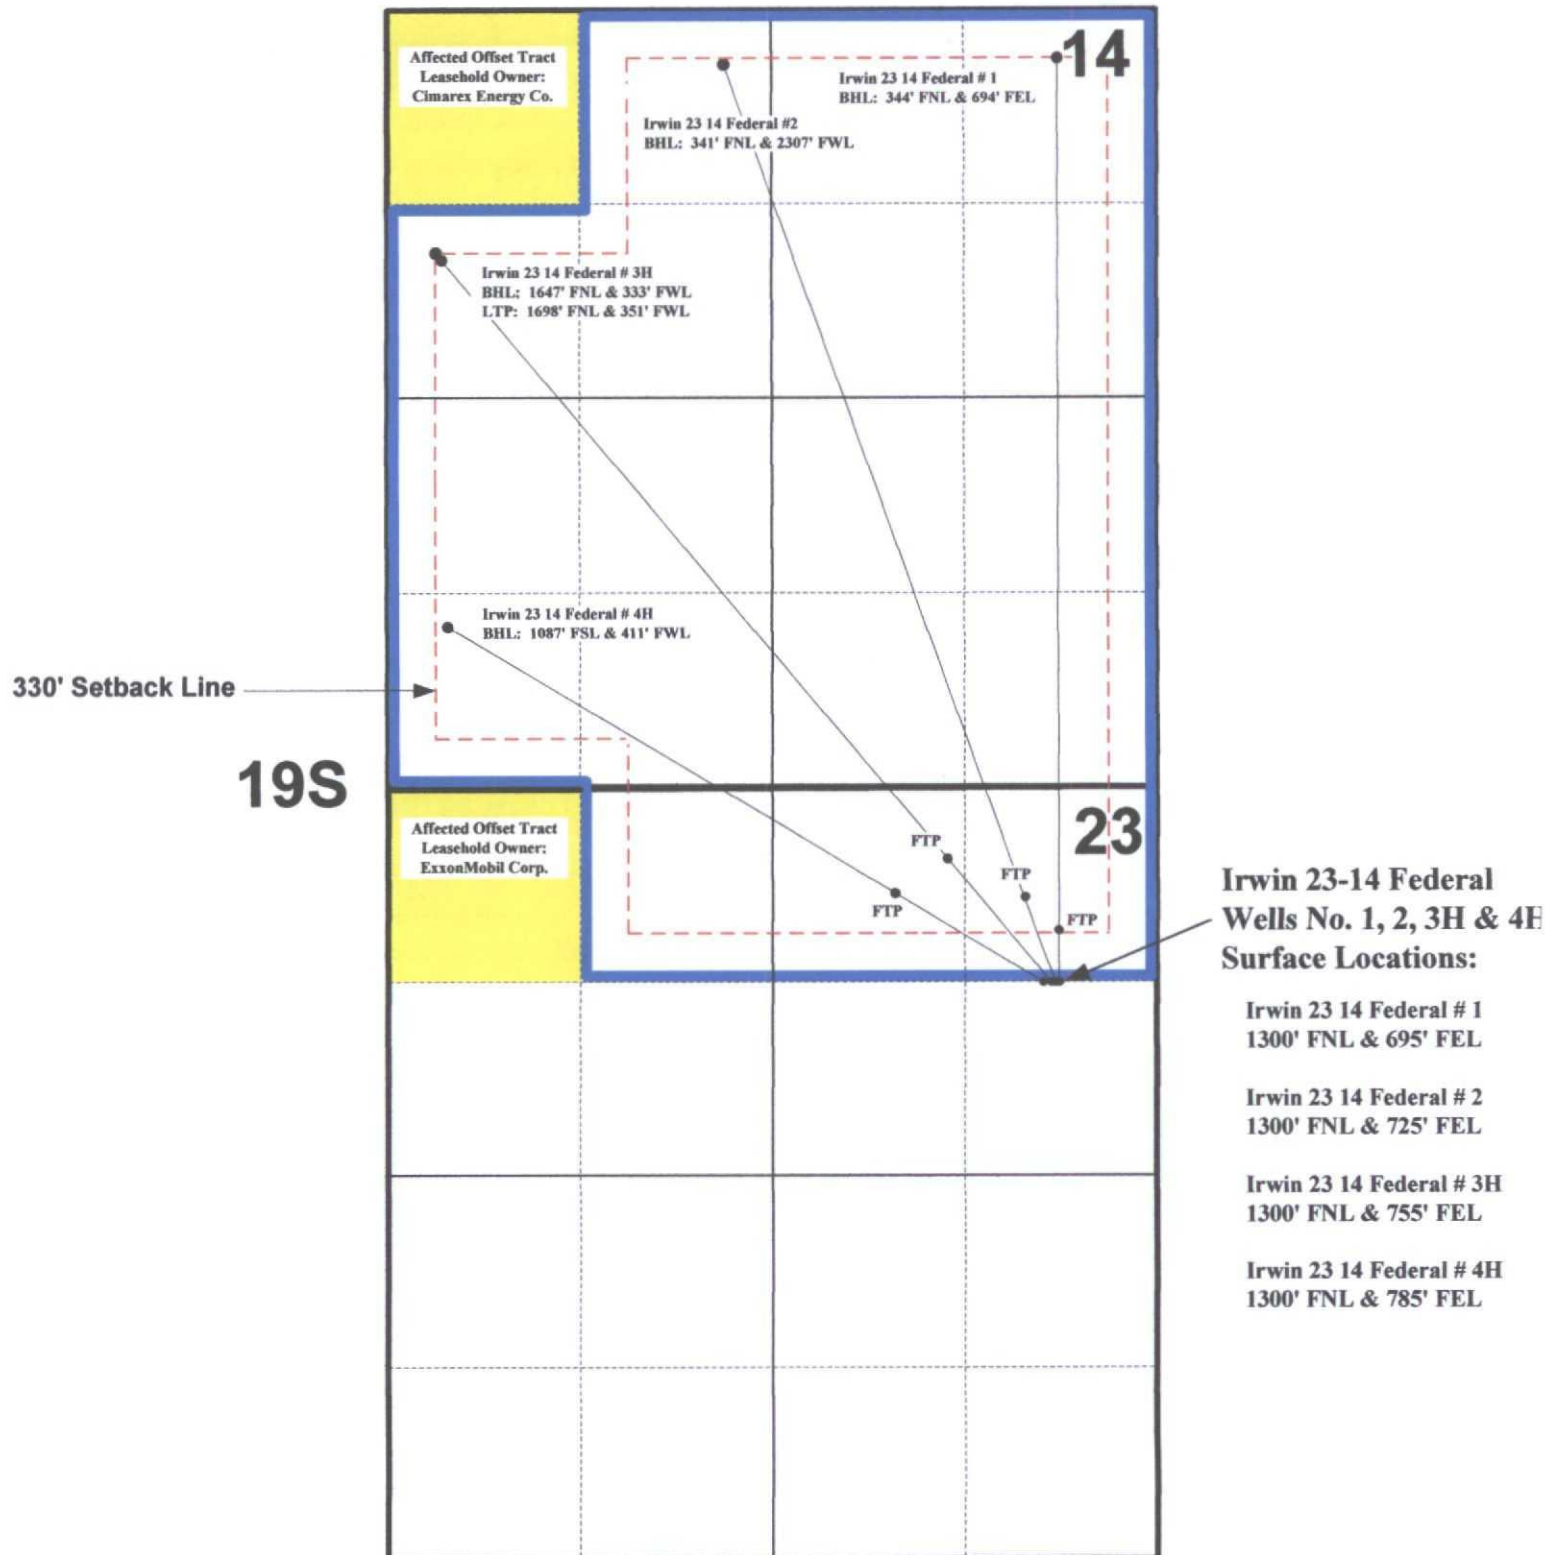 14
Affected Offset Tract
Leasehold Owner:
Cimarex Energy Co.
Irwin 23 14 Federal # 1
BHL: 344' FNL & 694' FEL
Irwin 23 14 Federal #2
BHL: 341' FNL & 2307' FWL
Irwin 23 14 Federal # 3H
BHL: 1647' FNL & 333' FWL
LTP: 1698' FNL & 351' FWL
Irwin 23 14 Federal # 4H
BHL: 1087' FSL & 411' FWL
330' Setback Line
19S
23
Affected Offset Tract
Leasehold Owner:
ExxonMobil Corp.
FTP
FTP
FTP
FTP
Irwin 23-14 Federal
Wells No. 1, 2, 3H & 4H
Surface Locations:
Irwin 23 14 Federal # 1
1300' FNL & 695' FEL
Irwin 23 14 Federal # 2
1300' FNL & 725' FEL
Irwin 23 14 Federal # 3H
1300' FNL & 755' FEL
Irwin 23 14 Federal # 4H
1300' FNL & 785' FEL